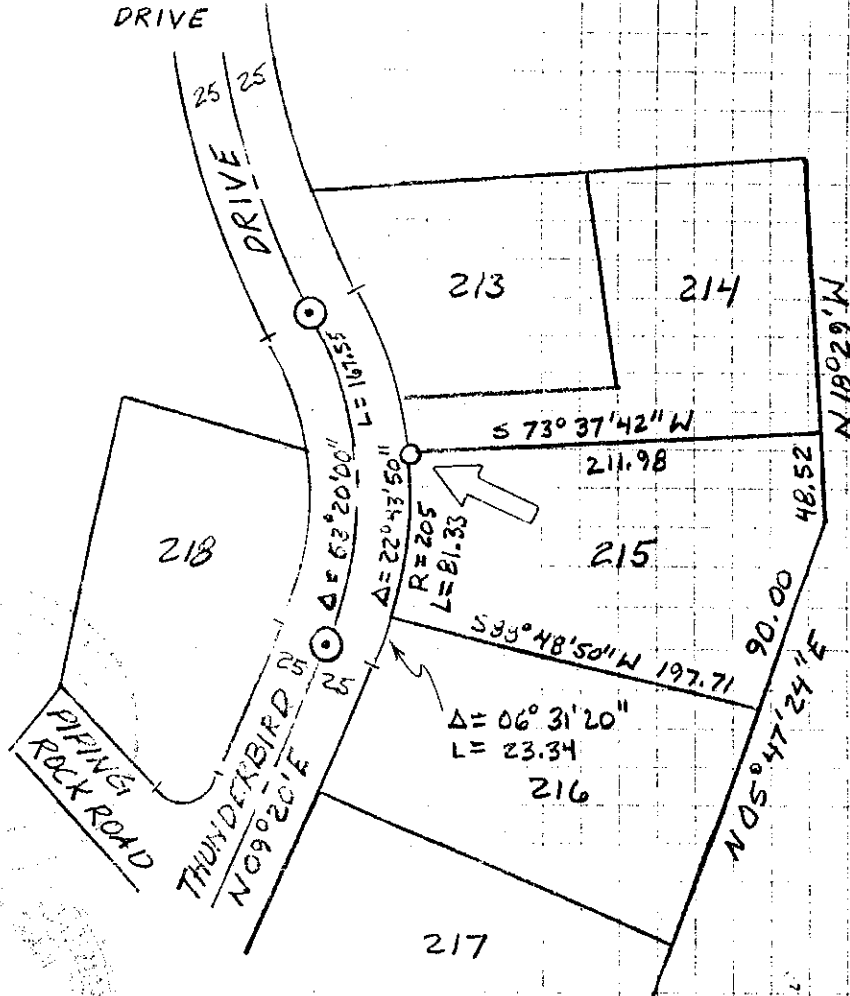 DRIVE
25 25
DRIVE
213
214
N 18° 29' W
L = 167.55
S 73° 37' 42" W
211.98
48.52
Δ = 63° 20' 00"
Δ = 22° 43' 50"
R = 205
L = 81.33
218
215
90.00
S 83° 48' 50" W 197.71
N 05° 47' 24" E
25 25
Δ = 06° 31' 20"
L = 23.34
216
PIPING
ROCK ROAD
THUNDERBIRD
N 09° 20' E
217